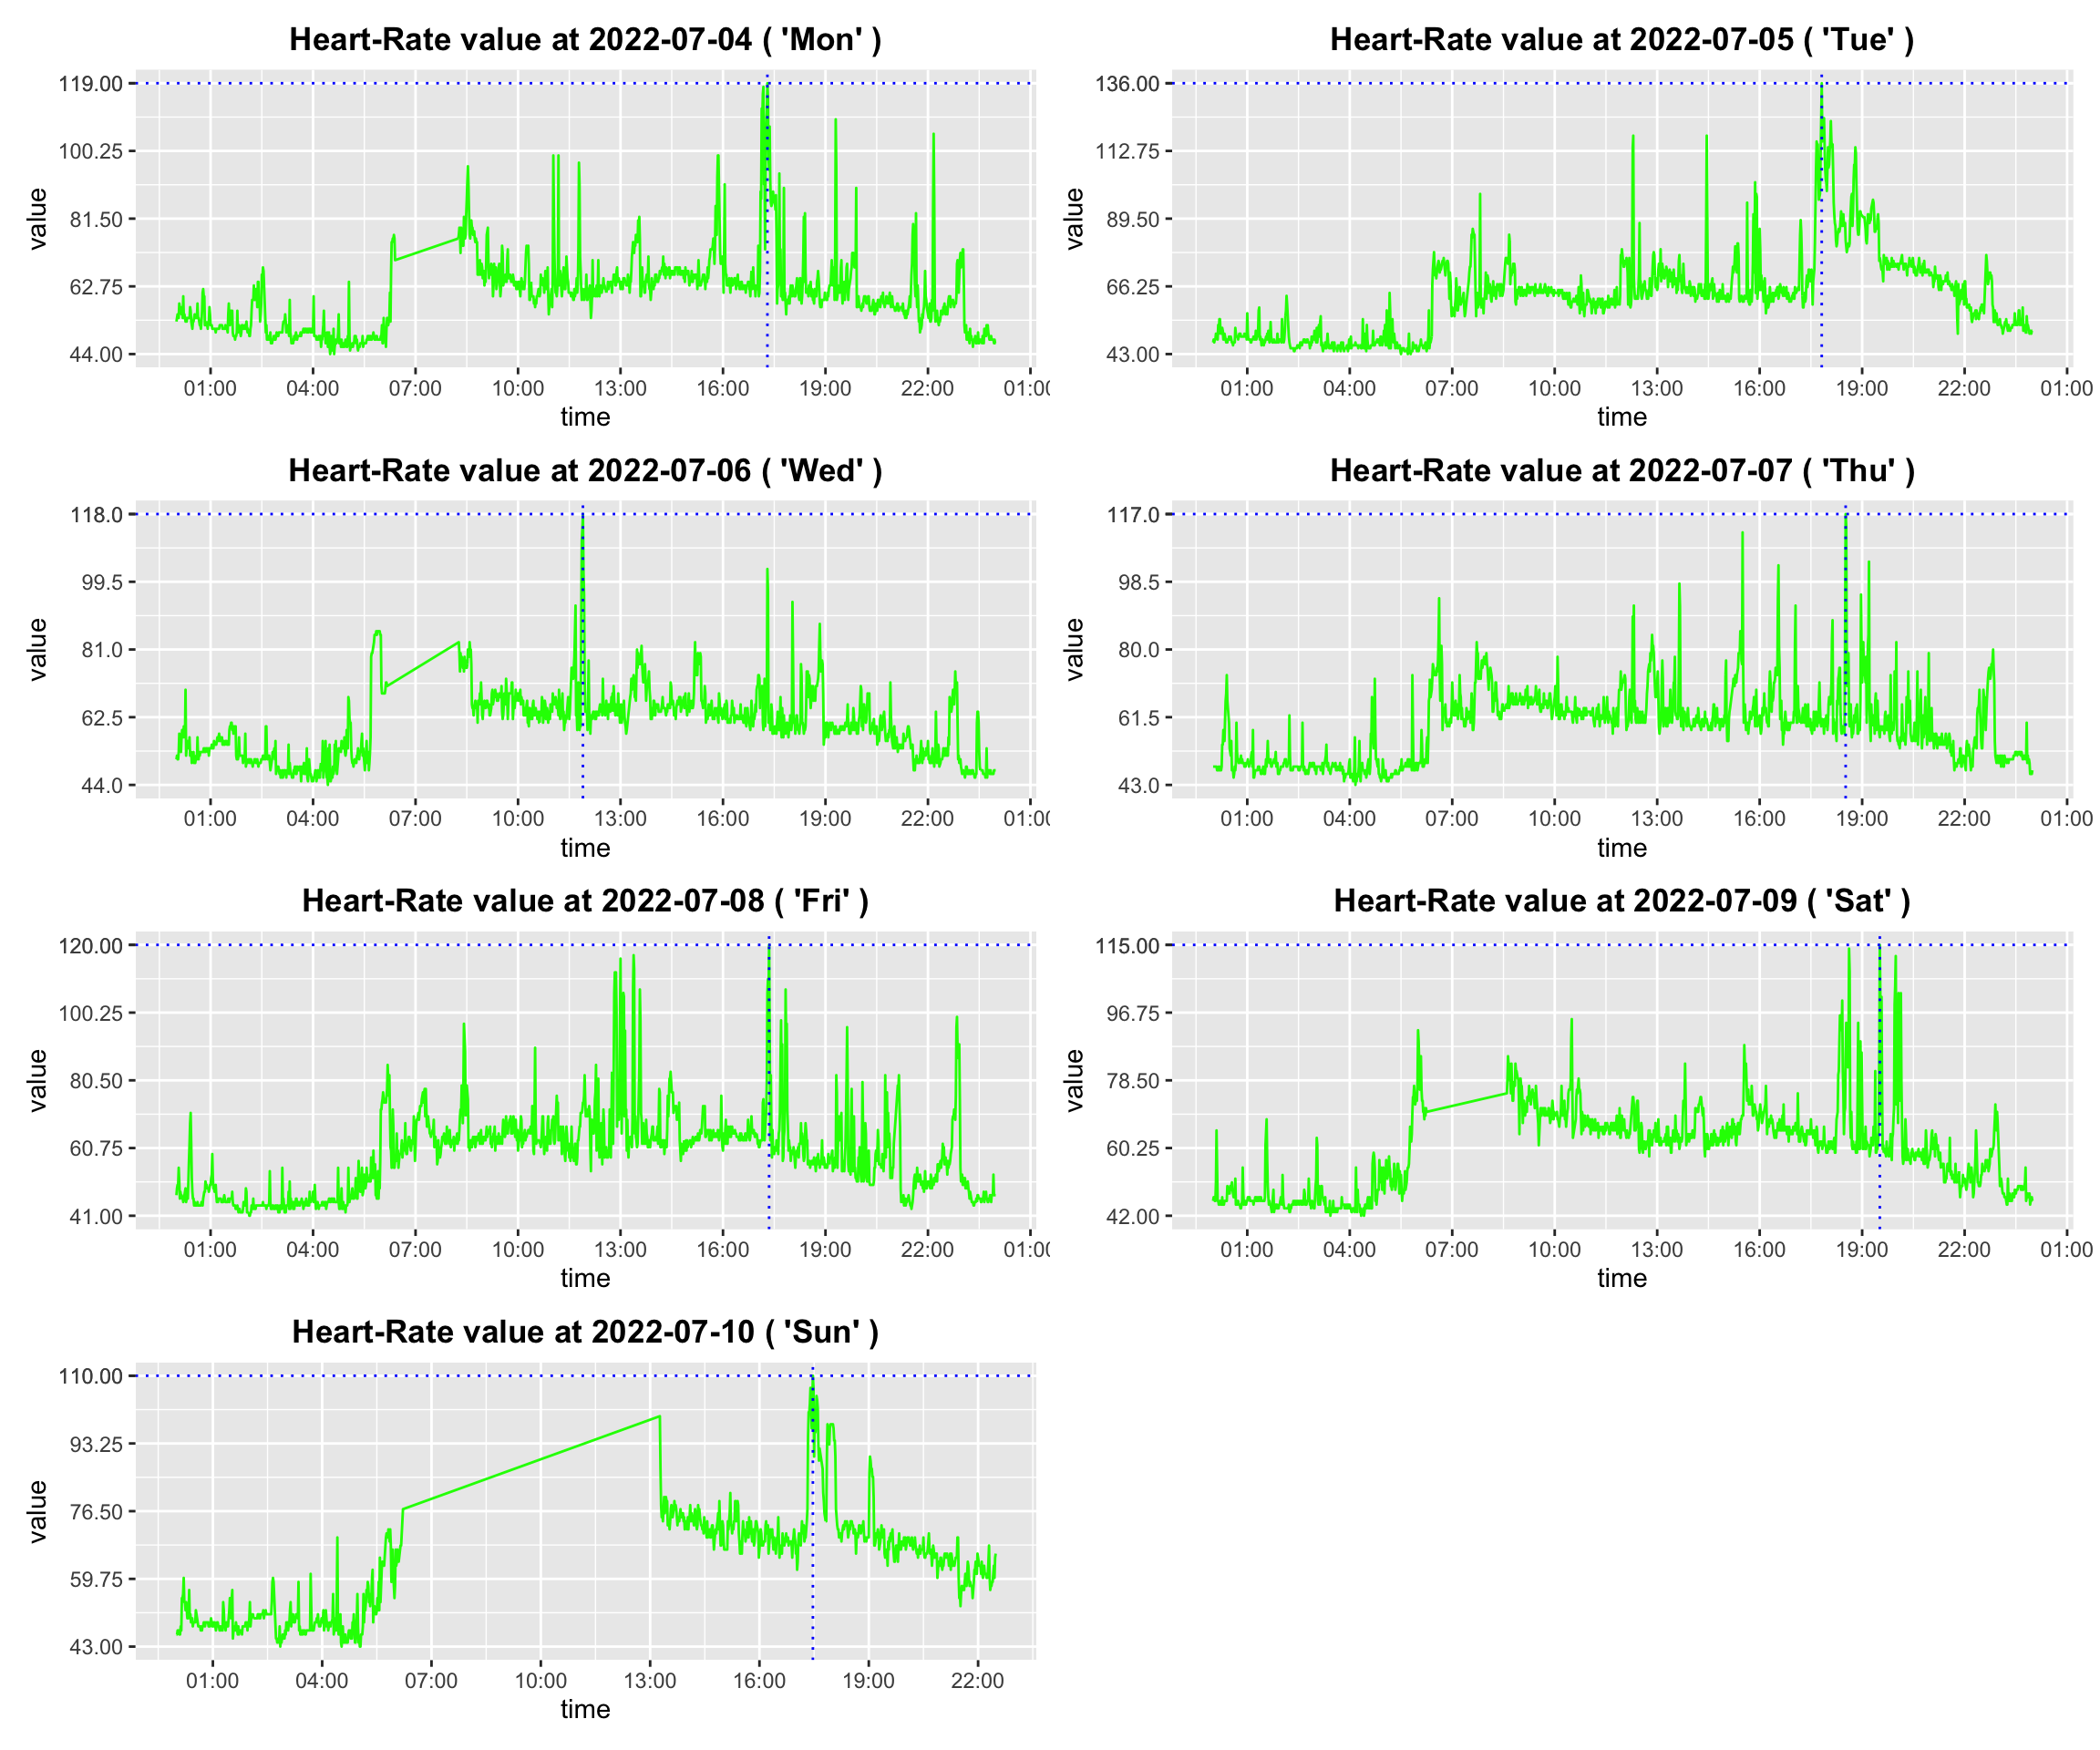 Heart-Rate value at 2022-07-04 ( 'Mon' )
119.00
100.25
81.50
62.75
44.00
value
01:00 04:00 07:00 10:00 13:00 16:00 19:00 22:00 01:00
time
Heart-Rate value at 2022-07-05 ( 'Tue' )
136.00
112.75
89.50
66.25
43.00
value
01:00 04:00 07:00 10:00 13:00 16:00 19:00 22:00 01:00
time
Heart-Rate value at 2022-07-06 ( 'Wed' )
118.0
99.5
81.0
62.5
44.0
value
01:00 04:00 07:00 10:00 13:00 16:00 19:00 22:00 01:00
time
Heart-Rate value at 2022-07-07 ( 'Thu' )
117.0
98.5
80.0
61.5
43.0
value
01:00 04:00 07:00 10:00 13:00 16:00 19:00 22:00 01:00
time
Heart-Rate value at 2022-07-08 ( 'Fri' )
120.00
100.25
80.50
60.75
41.00
value
01:00 04:00 07:00 10:00 13:00 16:00 19:00 22:00 01:00
time
Heart-Rate value at 2022-07-09 ( 'Sat' )
115.00
96.75
78.50
60.25
42.00
value
01:00 04:00 07:00 10:00 13:00 16:00 19:00 22:00 01:00
time
Heart-Rate value at 2022-07-10 ( 'Sun' )
110.00
93.25
76.50
59.75
43.00
value
01:00 04:00 07:00 10:00 13:00 16:00 19:00 22:00
time